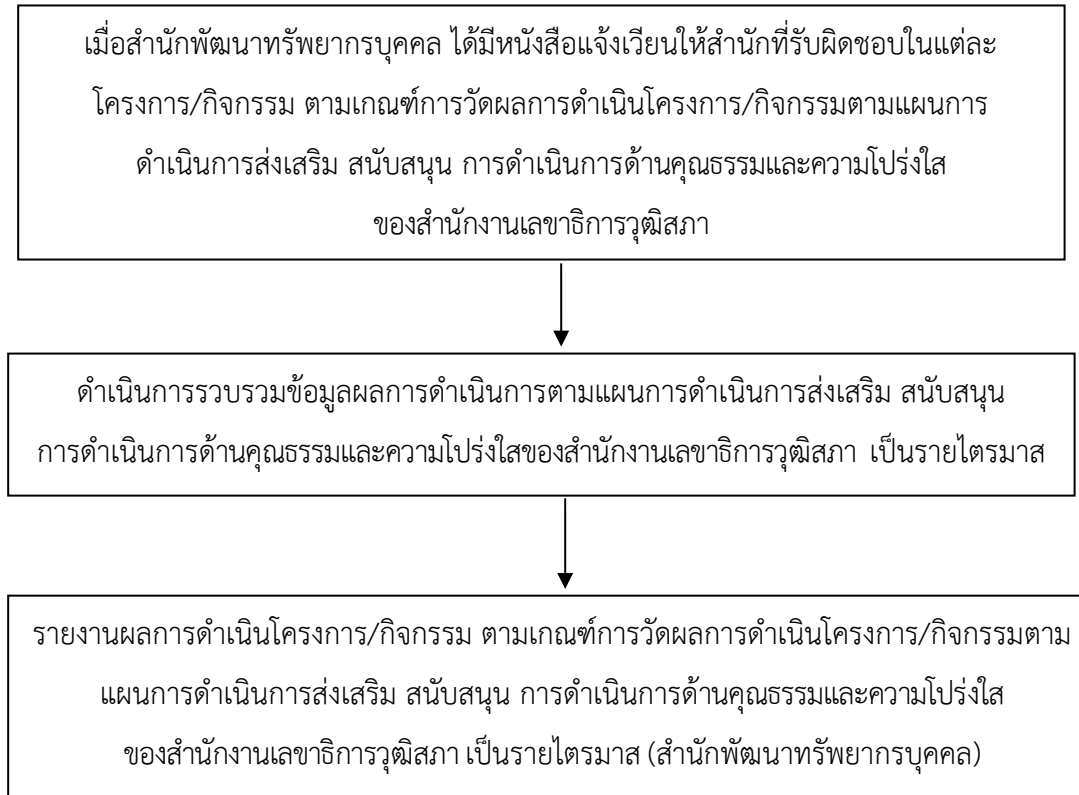 เมื่อสำนักพัฒนาทรัพยากรบุคคล ได้มีหนังสือแจ้งเวียนให้สำนักที่รับผิดชอบในแต่ละ
โครงการ/กิจกรรม ตามเกณฑ์การวัดผลการดำเนินโครงการ/กิจกรรมตามแผนการ
ดำเนินการส่งเสริม สนับสนุน การดำเนินการด้านคุณธรรมและความโปร่งใส
ของสำนักงานเลขาธิการวุฒิสภา
ดำเนินการรวบรวมข้อมูลผลการดำเนินการตามแผนการดำเนินการส่งเสริม สนับสนุน
การดำเนินการด้านคุณธรรมและความโปร่งใสของสำนักงานเลขาธิการวุฒิสภา เป็นรายไตรมาส
รายงานผลการดำเนินโครงการ/กิจกรรม ตามเกณฑ์การวัดผลการดำเนินโครงการ/กิจกรรมตาม
แผนการดำเนินการส่งเสริม สนับสนุน การดำเนินการด้านคุณธรรมและความโปร่งใส
ของสำนักงานเลขาธิการวุฒิสภา เป็นรายไตรมาส (สำนักพัฒนาทรัพยากรบุคคล)